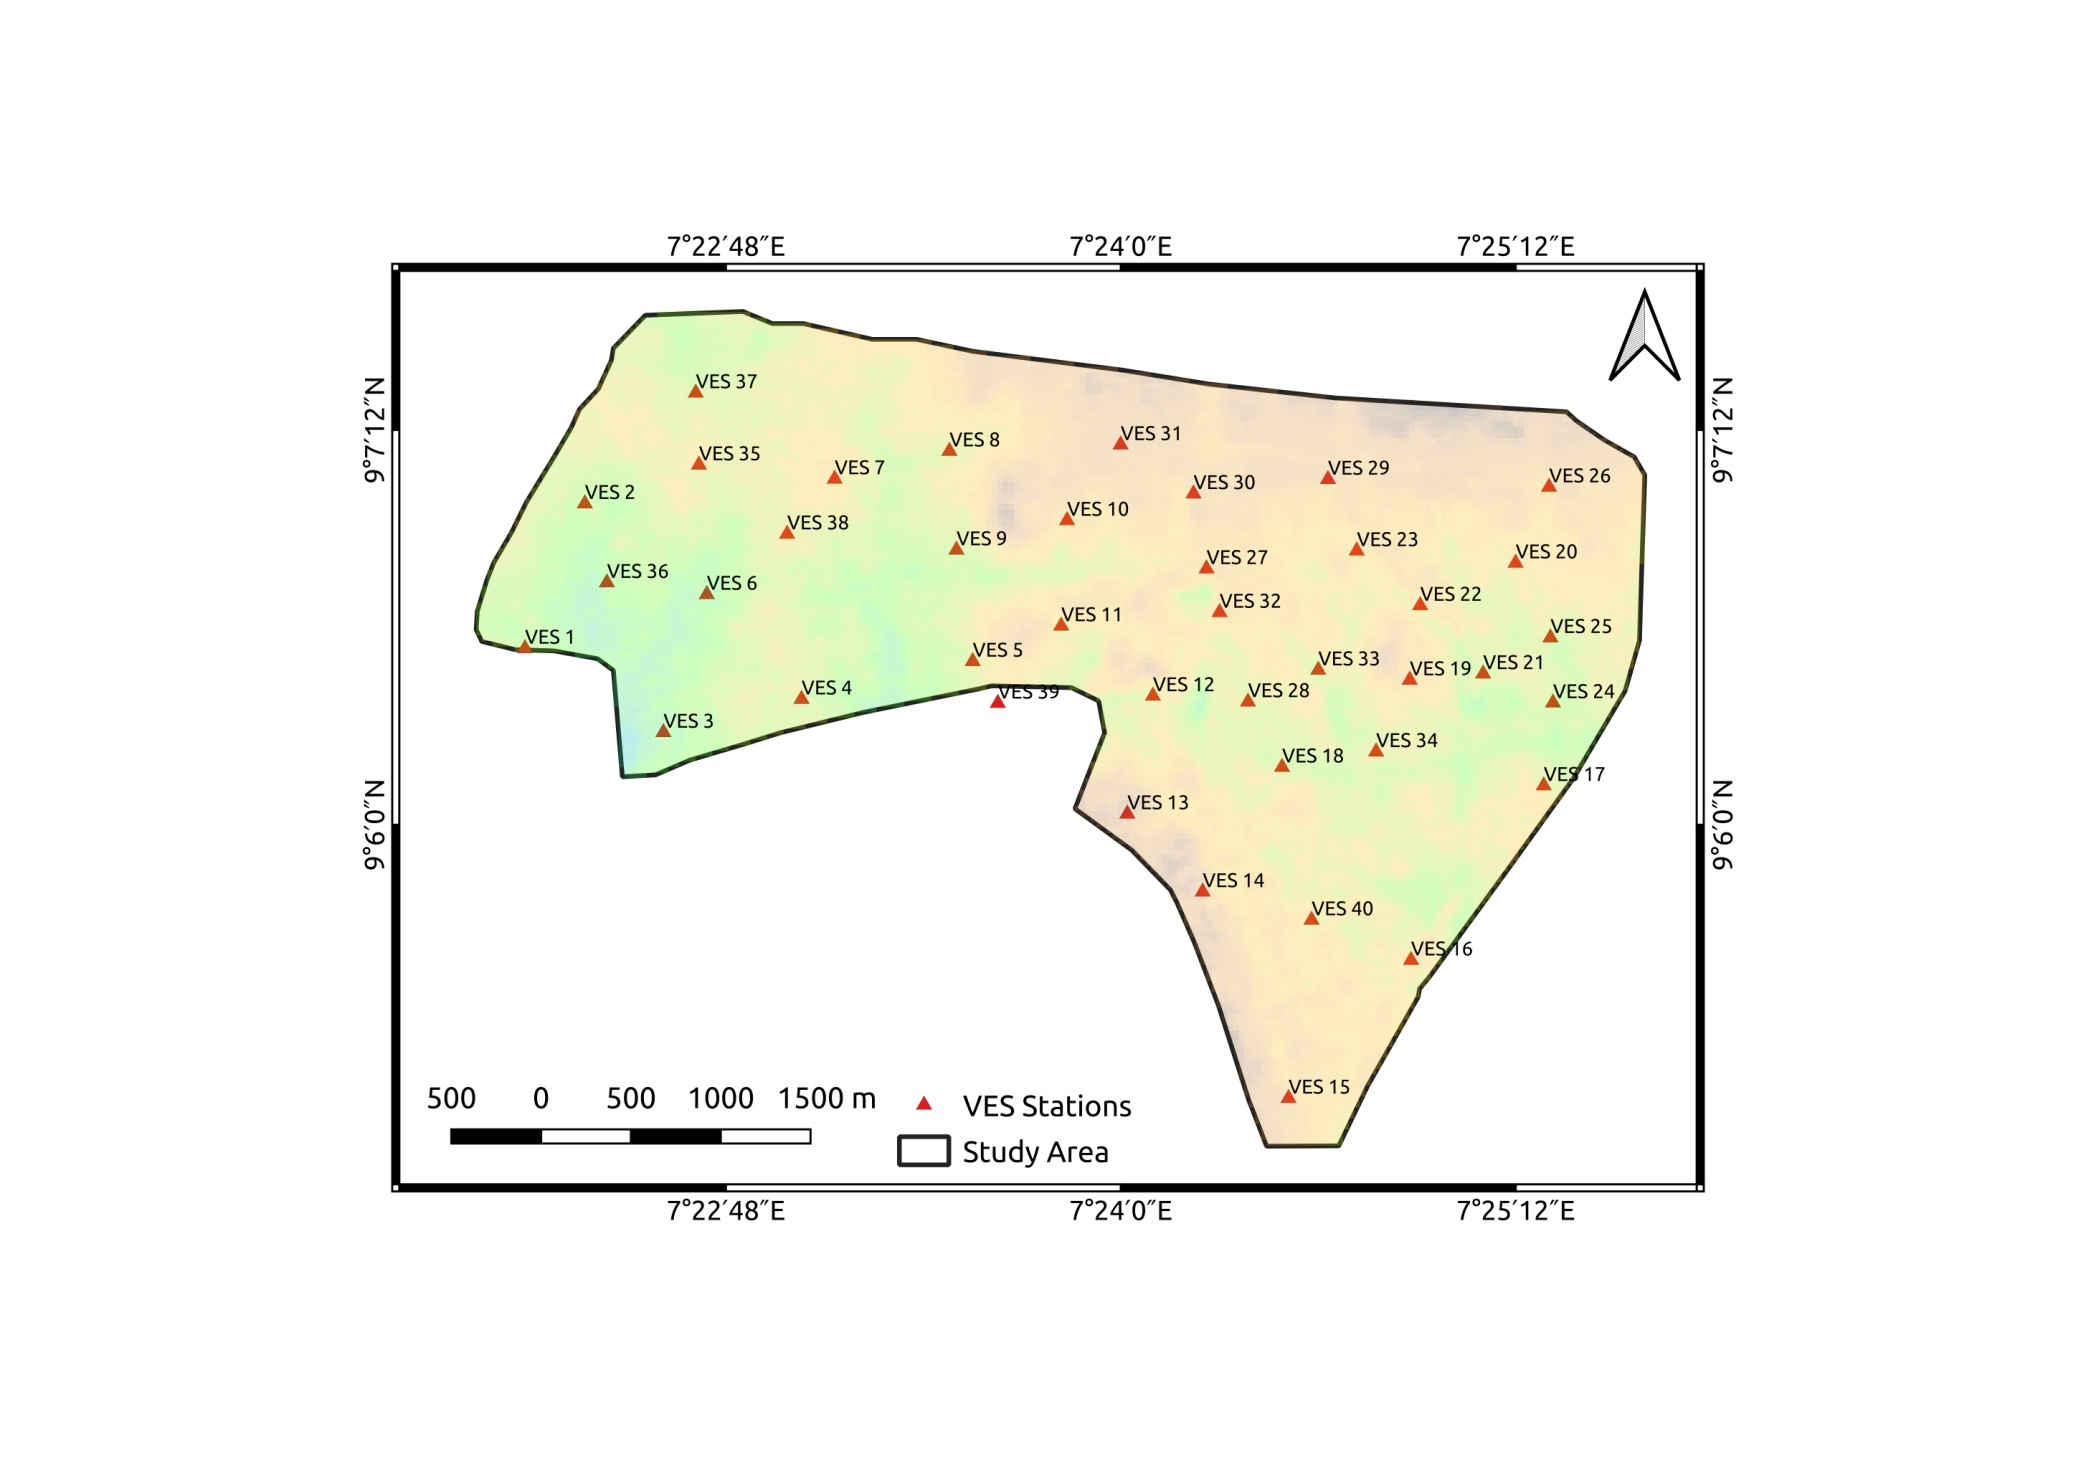 7°22′48″E 7°24′0″E 7°25′12″E
9°7′12″N
9°7′12″N
VES 37
VES 31
VES 8
VES 35
VES 7
VES 29
VES 26
VES 30
VES 2
VES 10
VES 38
VES 9
VES 23
VES 20
VES 27
VES 36
VES 6
VES 22
VES 32
VES 11
VES 25
VES 1
VES 5
VES 33
VES 21
VES 19
VES 12
VES 4
VES 28
VES 24
VES 39
VES 3
VES 34
VES 18
VES 17
VES 13
9°6′0″N
9°6′0″N
VES 14
VES 40
VES 16
VES 15
500 0 500 1000 1500 m
VES Stations
Study Area
7°22′48″E 7°24′0″E 7°25′12″E